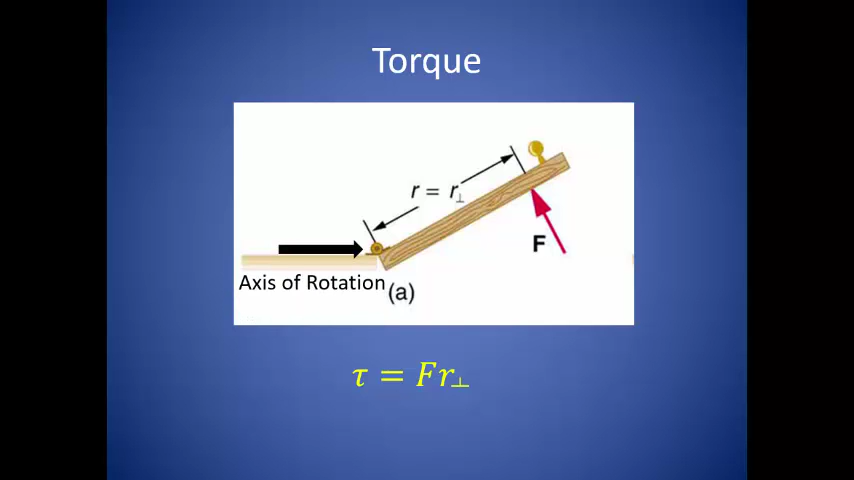 Torque
r = r⊥
F
Axis of Rotation
(a)
τ = Fr⊥